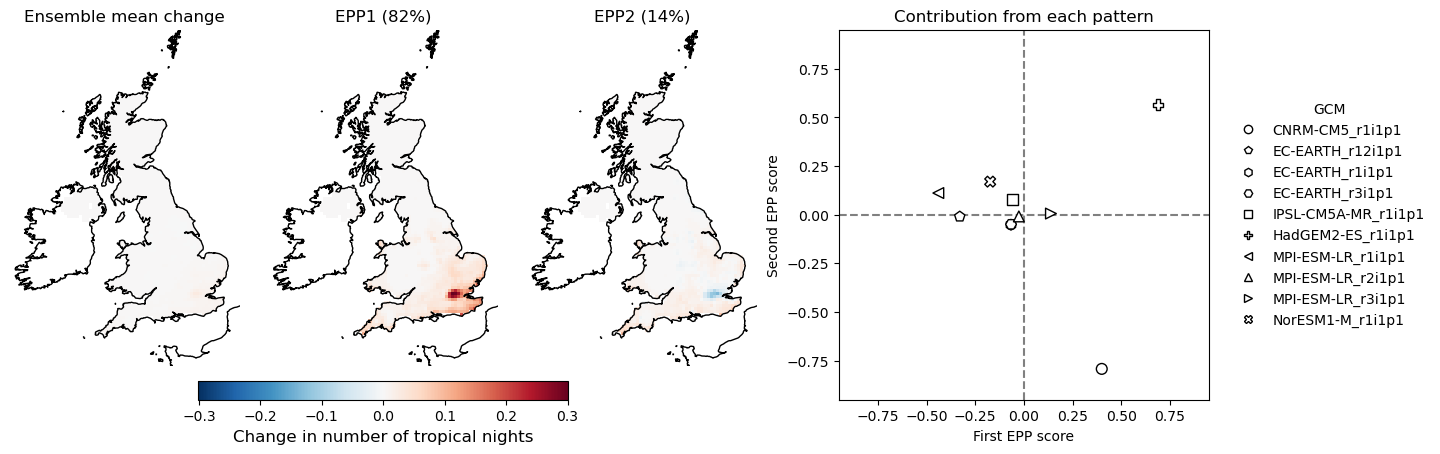 Ensemble mean change
EPP1 (82%)
EPP2 (14%)
−0.3 −0.2 −0.1 0.0 0.1 0.2 0.3
Change in number of tropical nights
Contribution from each pattern
Second EPP score
0.75
0.50
0.25
0.00
−0.25
−0.50
−0.75
−0.75 −0.50 −0.25 0.00 0.25 0.50 0.75
First EPP score
GCM
CNRM-CM5_r1i1p1
EC-EARTH_r12i1p1
EC-EARTH_r1i1p1
EC-EARTH_r3i1p1
IPSL-CM5A-MR_r1i1p1
HadGEM2-ES_r1i1p1
MPI-ESM-LR_r1i1p1
MPI-ESM-LR_r2i1p1
MPI-ESM-LR_r3i1p1
NorESM1-M_r1i1p1